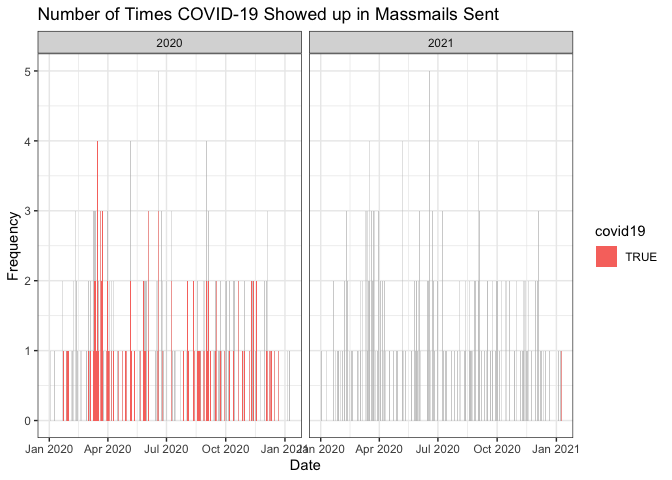 Number of Times COVID-19 Showed up in Massmails Sent
2020
2021
5
4
3
2
1
0
Frequency
Jan 2020 Apr 2020 Jul 2020 Oct 2020 Jan 2021
Jan 2020 Apr 2020 Jul 2020 Oct 2020 Jan 2021
Date
covid19
TRUE